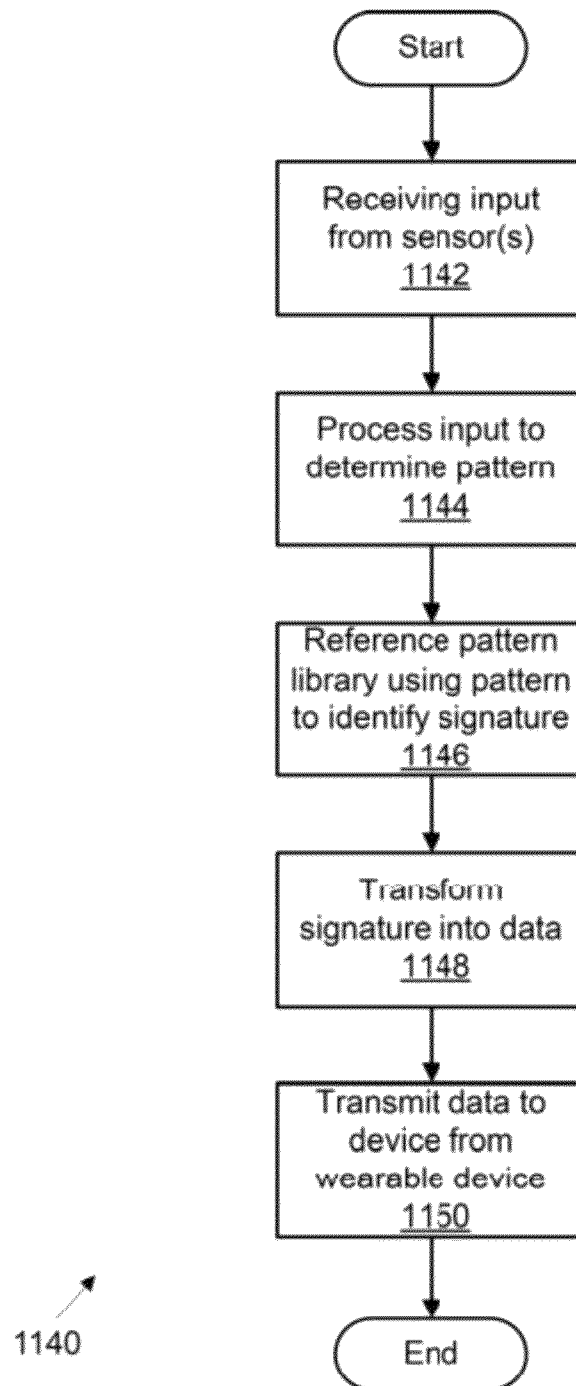 Start
Receiving input
from sensor(s)
1142
Process input to
determine pattern
1144
Reference pattern
library using pattern
to identify signature
1146
Transform
signature into data
1148
Transmit data to
device from
wearable device
1150
End
1140